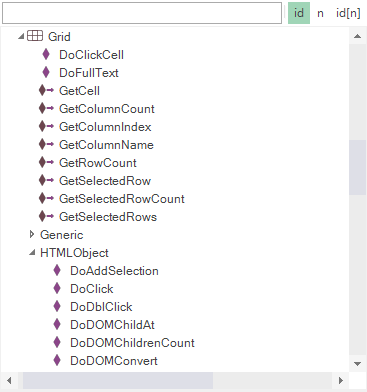 id n id[n]
Grid
DoClickCell
DoFullText
GetCell
GetColumnCount
GetColumnIndex
GetColumnName
GetRowCount
GetSelectedRow
GetSelectedRowCount
GetSelectedRows
Generic
HTMLObject
DoAddSelection
DoClick
DoDblClick
DoDOMChildAt
DoDOMChildrenCount
DoDOMConvert